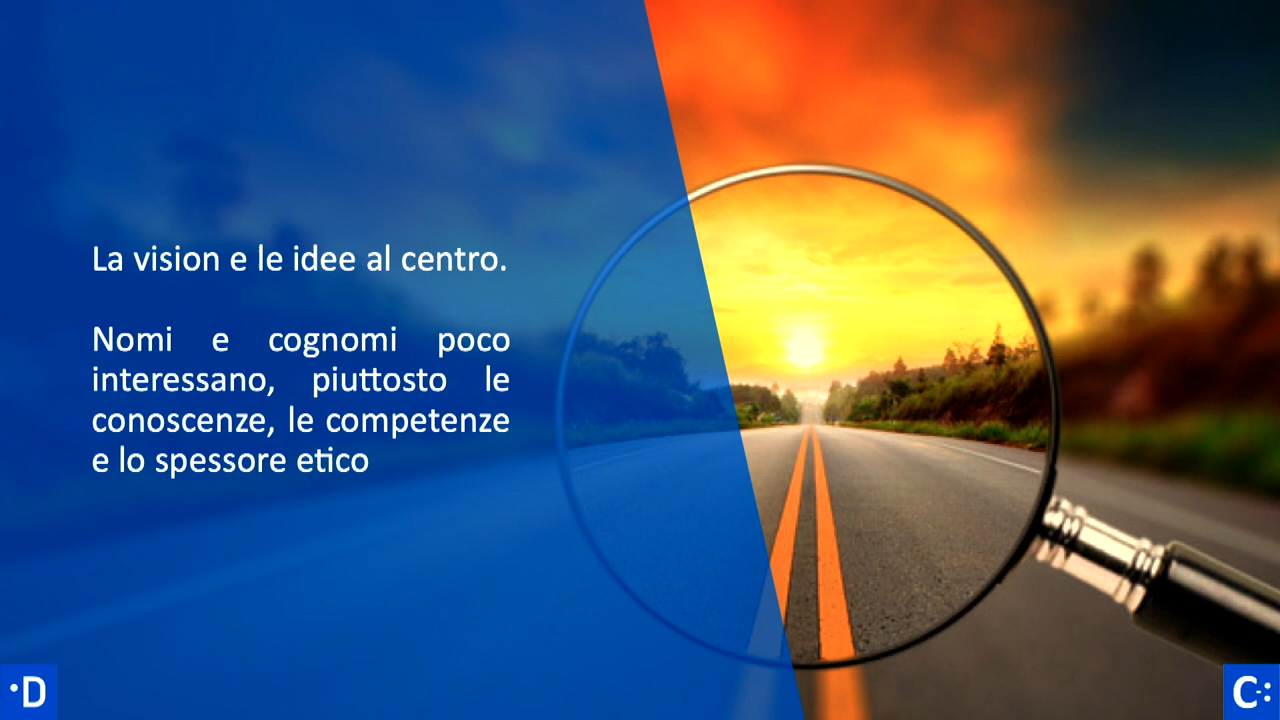 La vision e le idee al centro.
Nomi e cognomi poco
interessano, piuttosto le
conoscenze, le competenze
e lo spessore etico
·D
C:·